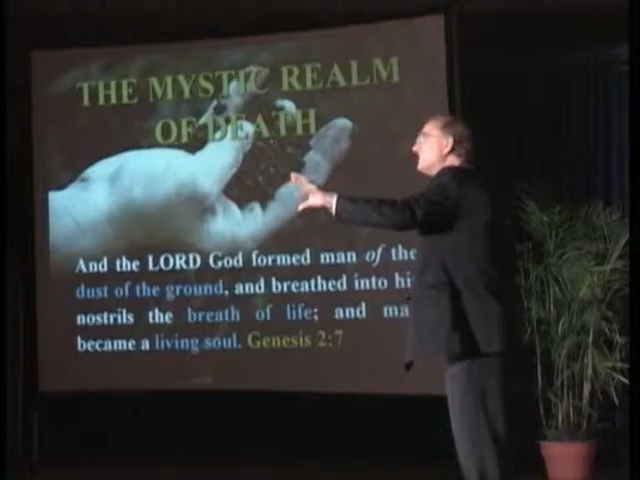 THE MYSTIC REALM
OF DEATH
And the LORD God formed man of the
dust of the ground, and breathed into
nostrils the breath of life; and
became a living soul. Genesis 2:7